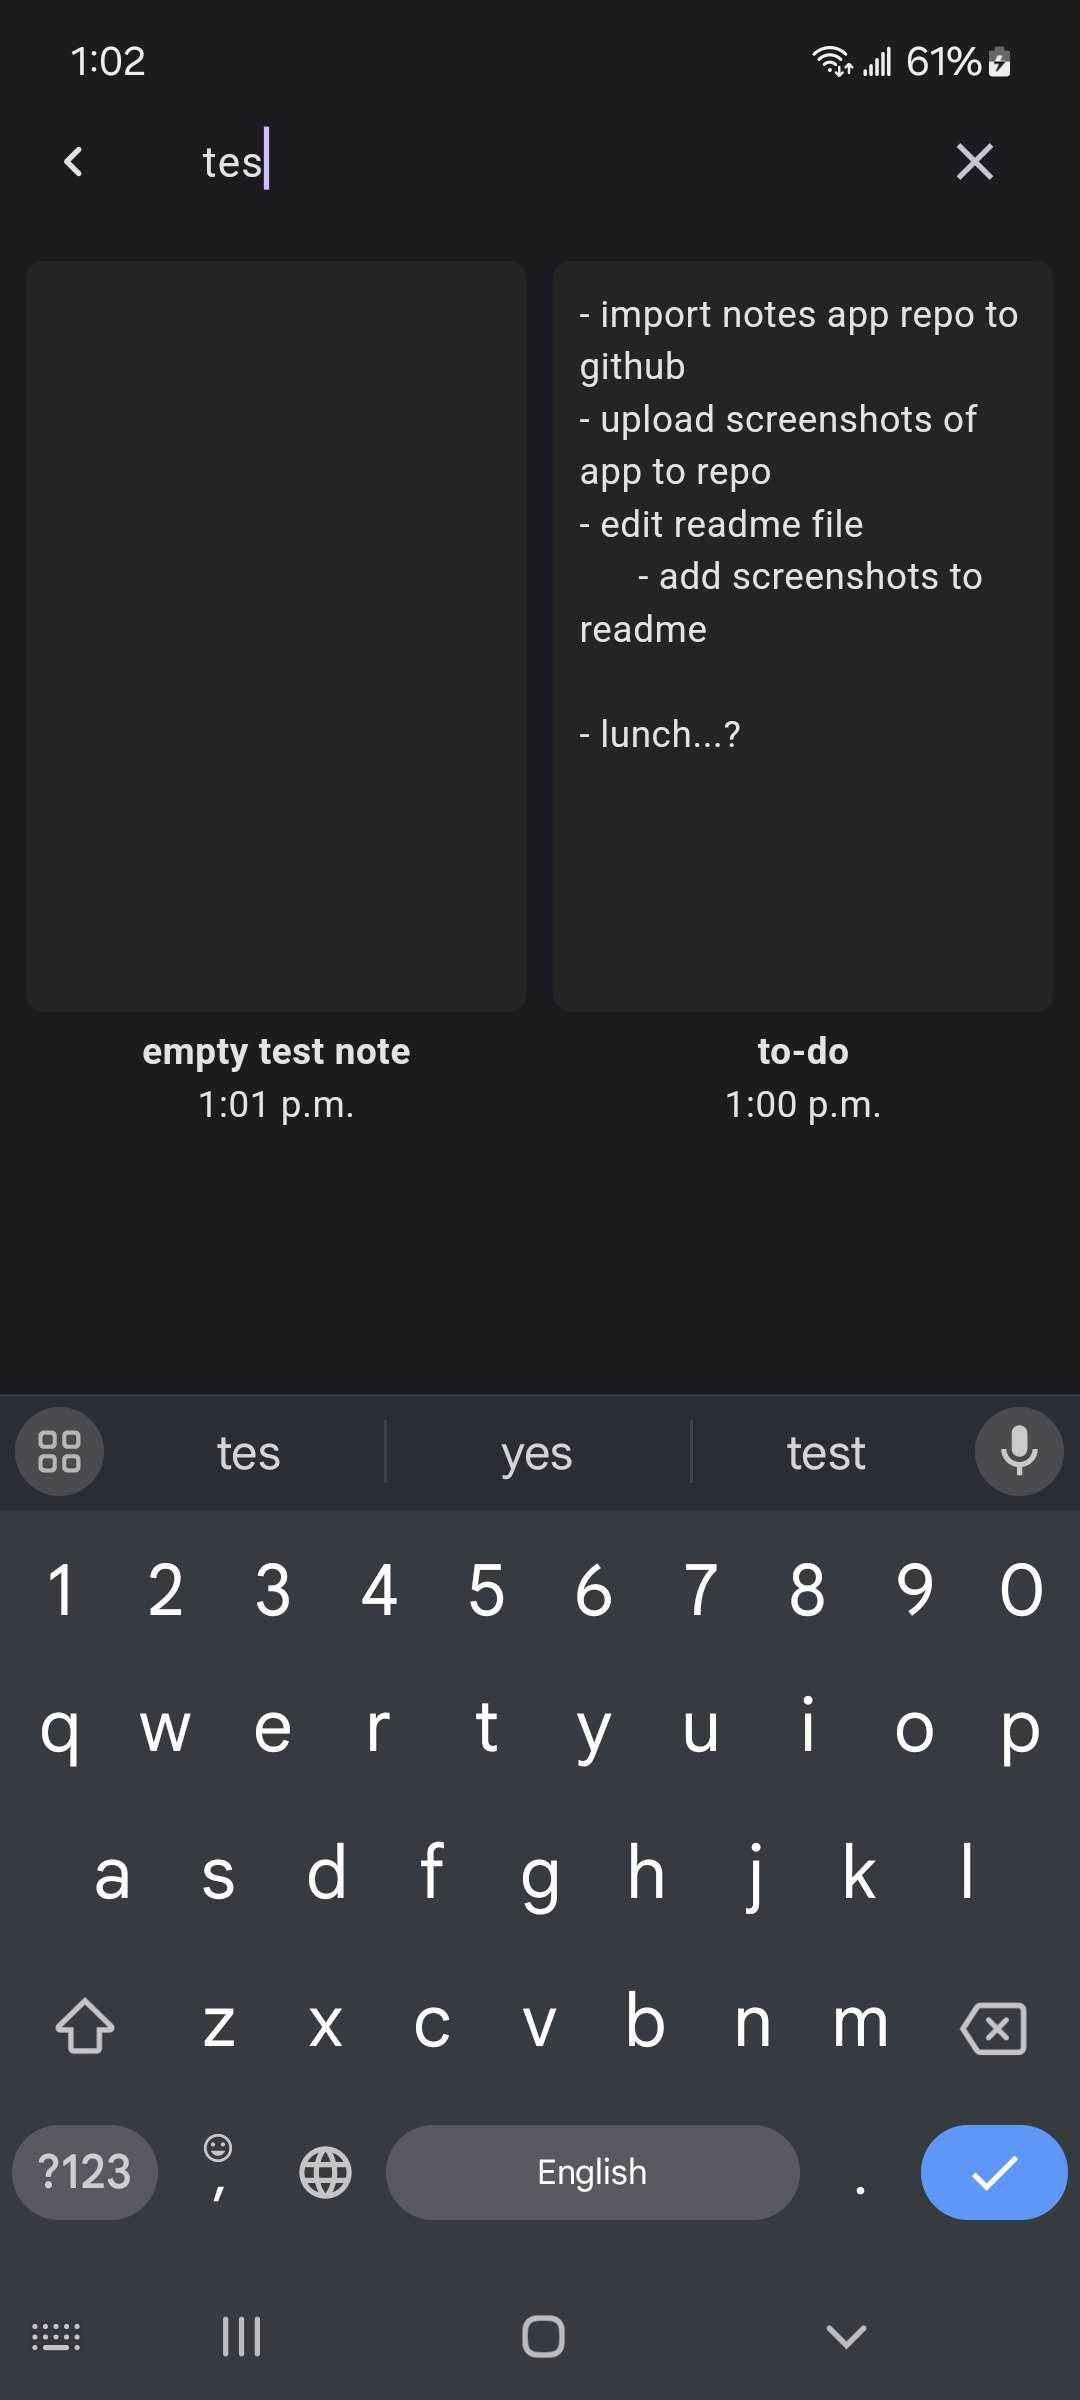 1:02
61%
tes
- import notes app repo to
github
- upload screenshots of
app to repo
- edit readme file
- add screenshots to
readme
- lunch...?
empty test note
1:01 p.m.
to-do
1:00 p.m.
tes yes test
1 2 3 4 5 6 7 8 9 0
q w e r t y u i o p
a s d f g h j k l
z x c v b n m
?123 , English .